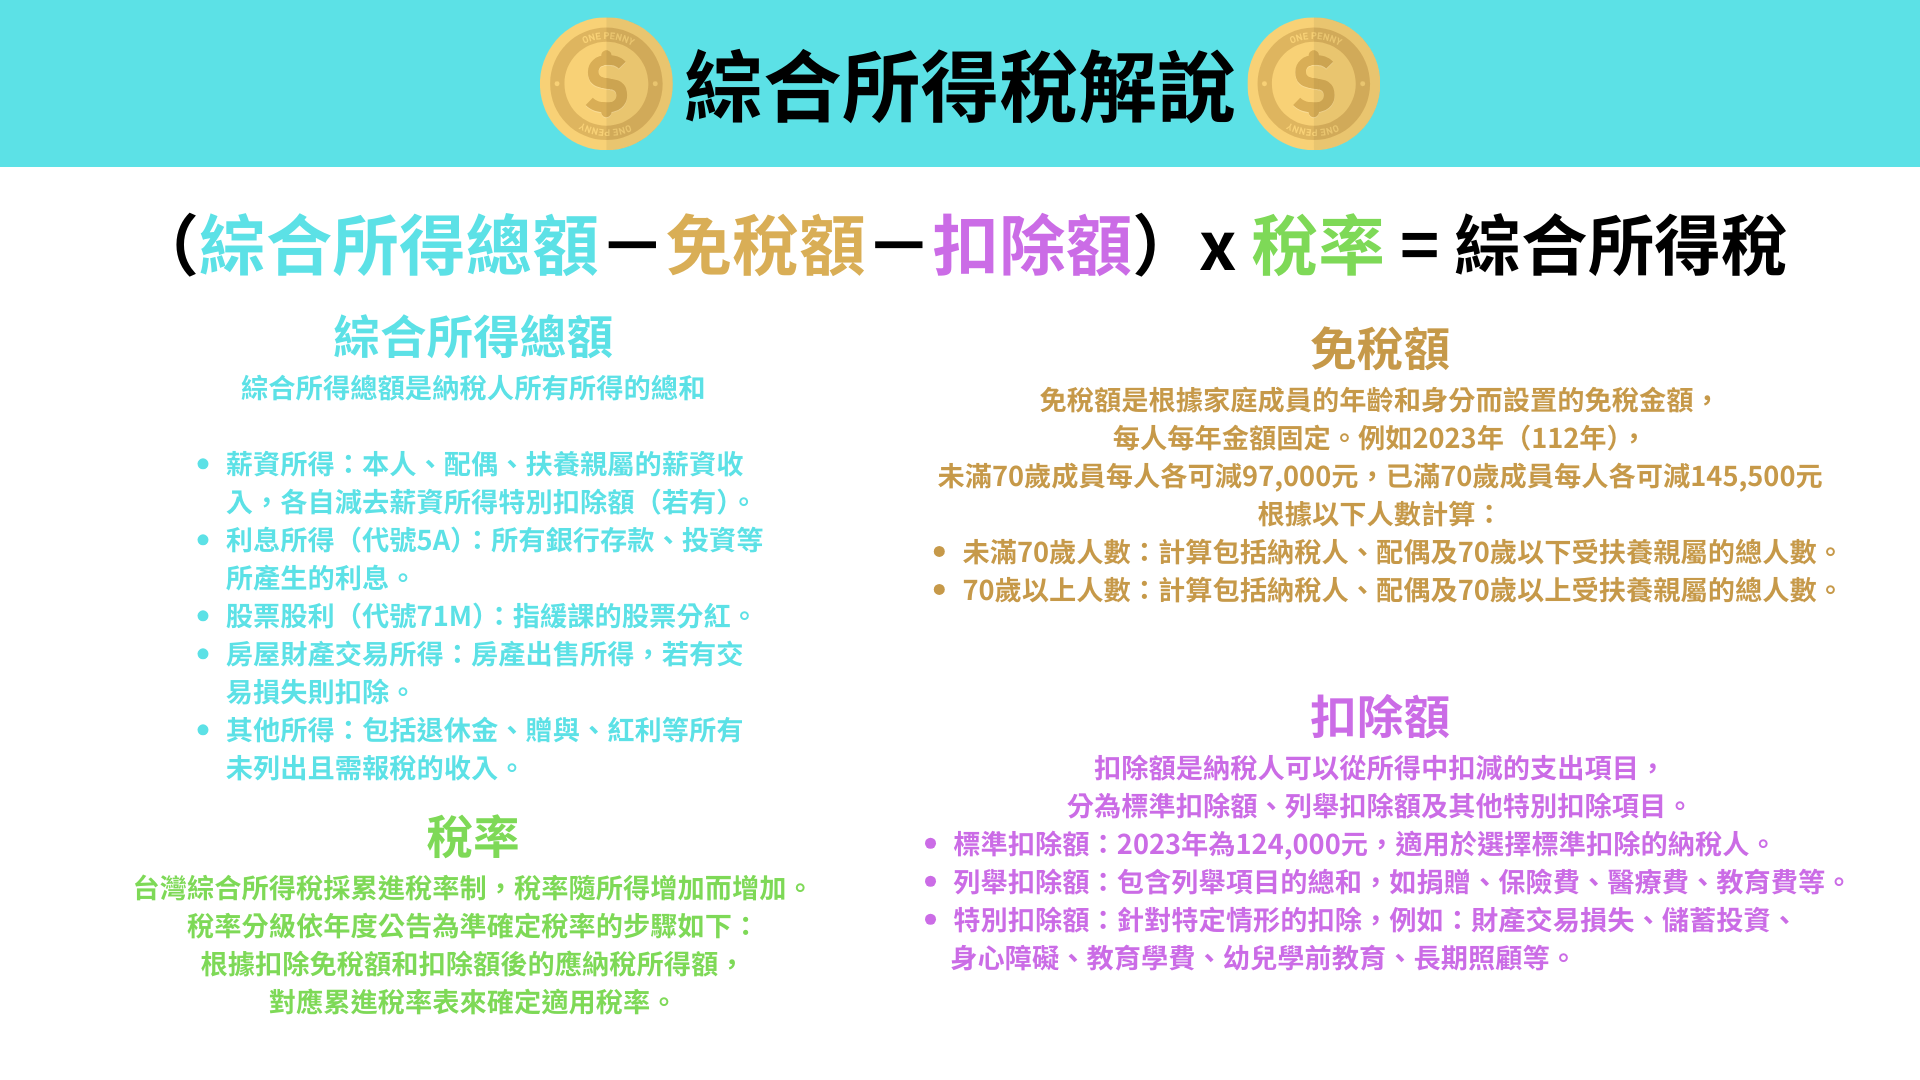 綜合所得稅解說
ONE PENNY
ONE PENNY
ONE PENNY
ONE PENNY
（綜合所得總額－免稅額－扣除額）x 稅率 = 綜合所得稅
綜合所得總額
綜合所得總額是納稅人所有所得的總和
• 薪資所得：本人、配偶、扶養親屬的薪資收
入，各自減去薪資所得特別扣除額（若有）。
• 利息所得（代號5A）：所有銀行存款、投資等
所產生的利息。
• 股票股利（代號71M）：指緩課的股票分紅。
• 房屋財產交易所得：房產出售所得，若有交
易損失則扣除。
• 其他所得：包括退休金、贈與、紅利等所有
未列出且需報稅的收入。
稅率
台灣綜合所得稅採累進稅率制，稅率隨所得增加而增加。
稅率分級依年度公告為準確定稅率的步驟如下：
根據扣除免稅額和扣除額後的應納稅所得額，
對應累進稅率表來確定適用稅率。
免稅額
免稅額是根據家庭成員的年齡和身分而設置的免稅金額，
每人每年金額固定。例如2023年（112年），
未滿70歲成員每人各可減97,000元，已滿70歲成員每人各可減145,500元
根據以下人數計算：
• 未滿70歲人數：計算包括納稅人、配偶及70歲以下受扶養親屬的總人數。
• 70歲以上人數：計算包括納稅人、配偶及70歲以上受扶養親屬的總人數。
扣除額
扣除額是納稅人可以從所得中扣減的支出項目，
分為標準扣除額、列舉扣除額及其他特別扣除項目。
• 標準扣除額：2023年為124,000元，適用於選擇標準扣除的納稅人。
• 列舉扣除額：包含列舉項目的總和，如捐贈、保險費、醫療費、教育費等。
• 特別扣除額：針對特定情形的扣除，例如：財產交易損失、儲蓄投資、
身心障礙、教育學費、幼兒學前教育、長期照顧等。